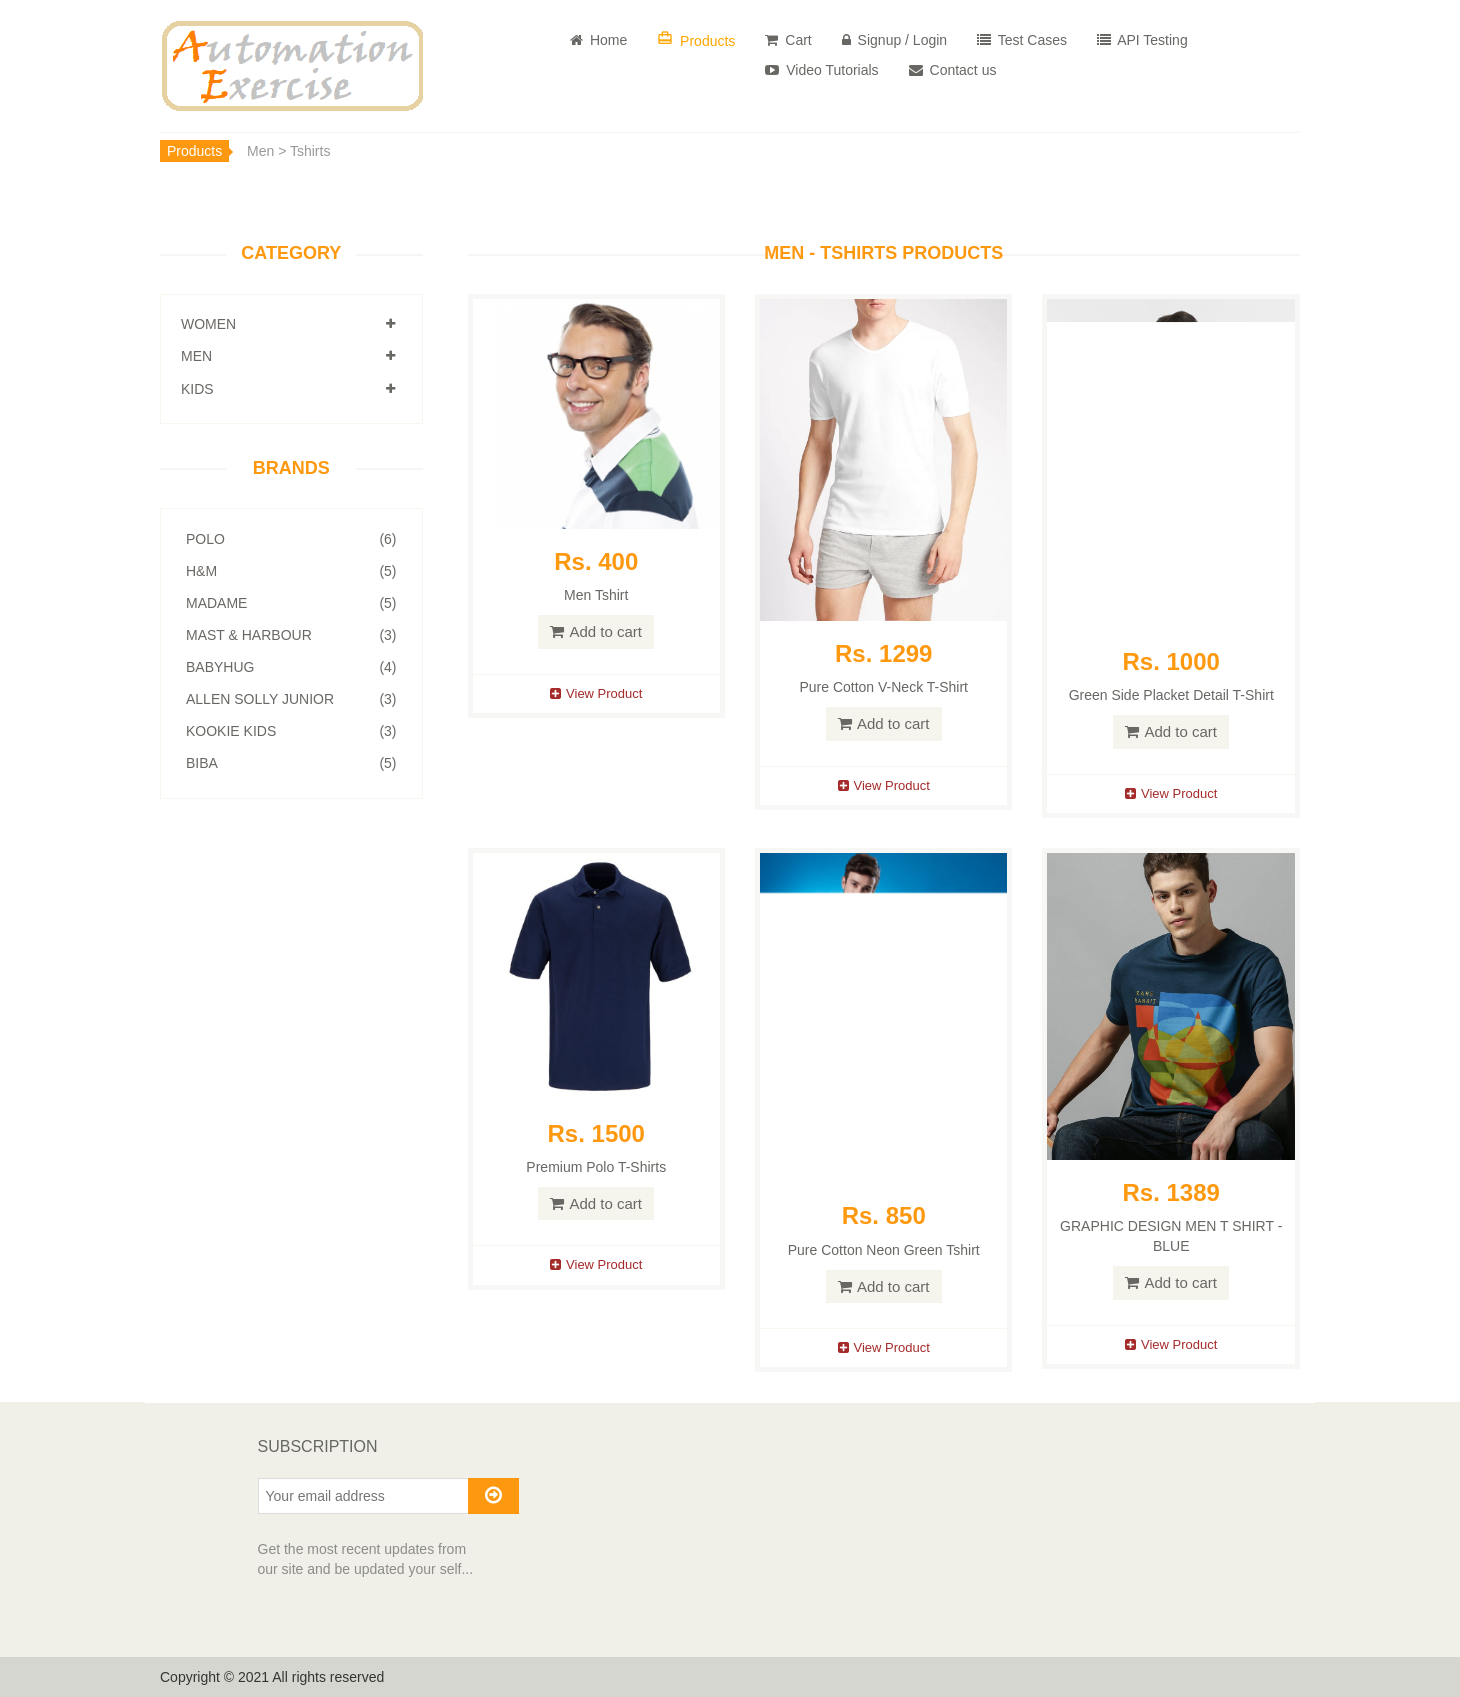 Automation
Exercise
Home
Products
Cart
Signup / Login
Test Cases
API Testing
Video Tutorials
Contact us
Products
Men > Tshirts
CATEGORY
WOMEN
MEN
KIDS
BRANDS
POLO (6)
H&M (5)
MADAME (5)
MAST & HARBOUR (3)
BABYHUG (4)
ALLEN SOLLY JUNIOR (3)
KOOKIE KIDS (3)
BIBA (5)
MEN - TSHIRTS PRODUCTS
Rs. 400
Men Tshirt
Add to cart
View Product
Rs. 1299
Pure Cotton V-Neck T-Shirt
Add to cart
View Product
Rs. 1000
Green Side Placket Detail T-Shirt
Add to cart
View Product
Rs. 1500
Premium Polo T-Shirts
Add to cart
View Product
Rs. 850
Pure Cotton Neon Green Tshirt
Add to cart
View Product
RARE
RABBIT
Rs. 1389
GRAPHIC DESIGN MEN T SHIRT -
BLUE
Add to cart
View Product
SUBSCRIPTION
Your email address
Get the most recent updates from
our site and be updated your self...
Copyright © 2021 All rights reserved